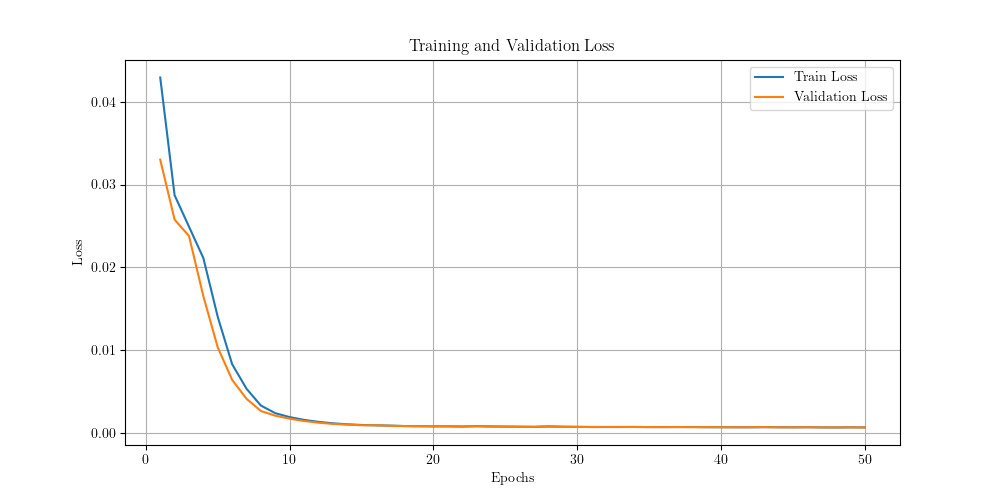 Training and Validation Loss
Train Loss
Validation Loss
0.04
0.03
0.02
0.01
0.00
Loss
0 10 20 30 40 50
Epochs